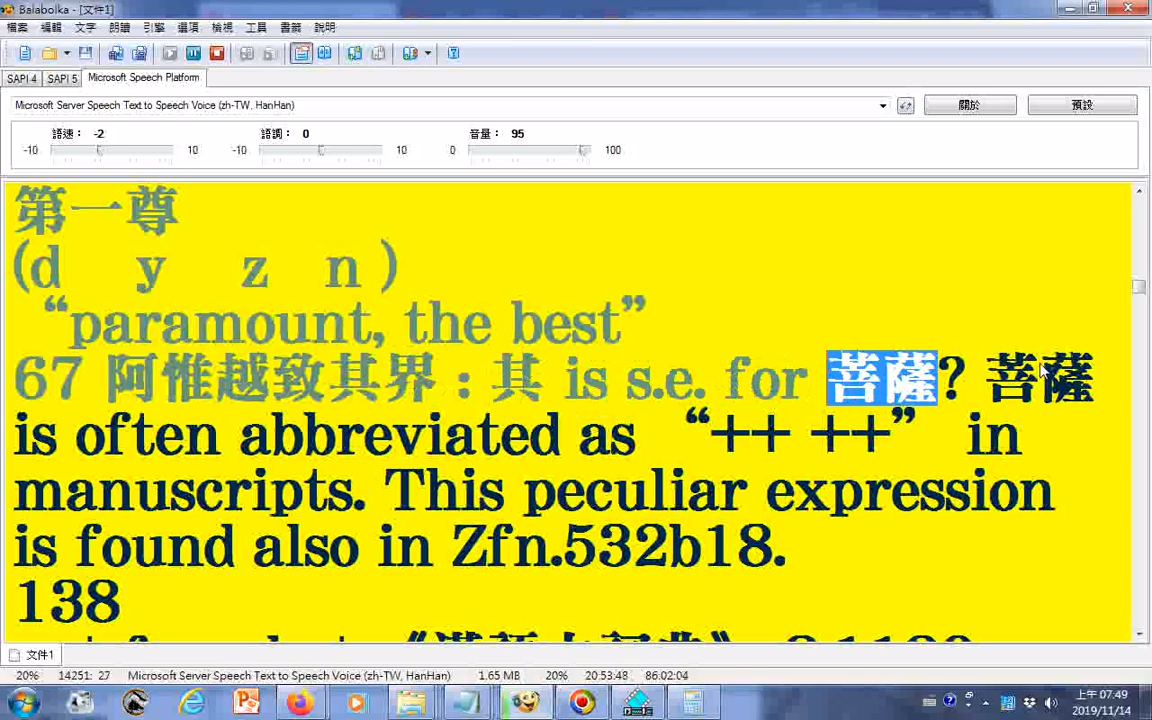 Balabolka - [文件1]
檔案 編輯 文字 朗讀 引擎 選項 檢視 工具 書籤 說明
SAPI 4 SAPI 5 Microsoft Speech Platform
Microsoft Server Speech Text to Speech Voice (zh-TW, HanHan) 關於 預設
語速： -2 語調： 0 音量： 95
-10 10 -10 10 0 100
第一尊
(d y z n )
“paramount, the best”
67 阿惟越致其界：其 is s.e. for 菩薩? 菩薩
is often abbreviated as “++ ++” in
manuscripts. This peculiar expression
is found also in Zfn.532b18.
138
文件1
20% 14251: 27 Microsoft Server Speech Text to Speech Voice (zh-TW, HanHan) 1.65 MB 20% 20:53:48 86:02:04
上午 07:49
2019/11/14